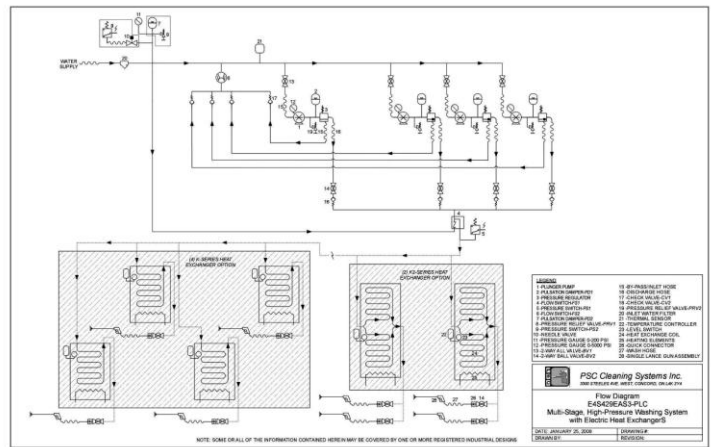 WATER
SUPPLY
(4) K-SERIES HEAT
EXCHANGER OPTION
(2) K2-SERIES HEAT
EXCHANGER OPTION
LEGEND
1 -PLUNGER PUMP
2 -PULSATION DAMPER-PD1
3 -PRESSURE REGULATOR
4 -FLOW SWITCH-FS1
5 -PRESSURE SWITCH-PS1
6 -FLOW SWITCH-FS2
7 -PULSATION DAMPER-PD2
8 -PRESSURE RELIEF VALVE-PRV1
9 -PRESSURE SWITCH-PS2
10 -NEEDLE VALVE
11 -PRESSURE GAUGE 0-300 PSI
12 -PRESSURE GAUGE 0-5000 PSI
13 -2-WAY BALL VALVE-BV1
14 -2-WAY BALL VALVE-BV2
15 -BY-PASS/INLET HOSE
16 -DISCHARGE HOSE
17 -CHECK VALVE-CV1
18 -CHECK VALVE-CV2
19 -PRESSURE RELIEF VALVE-PRV2
20 -INLET WATER FILTER
21 -THERMAL SENSOR
22 -TEMPERATURE CONTROLLER
23 -LEVEL SWITCH
24 -HEAT EXCHANGE COIL
25 -HEATING ELEMENTS
26 -QUICK CONNECTOR
27 -WASH HOSE
28 -SINGLE LANCE GUN ASSEMBLY
PSC Cleaning Systems Inc.
Flow Diagram
E4S429EAS3-PLC
Multi-Stage, High-Pressure Washing System
with Electric Heat ExchangerS
DATE: JANUARY 25, 2008
DRAWING#:
DRAWN BY:
REVISION:
NOTE: SOME OR ALL OF THE INFORMATION CONTAINED HEREIN MAY BE COVERED BY ONE OR MORE REGISTERED INDUSTRIAL DESIGNS